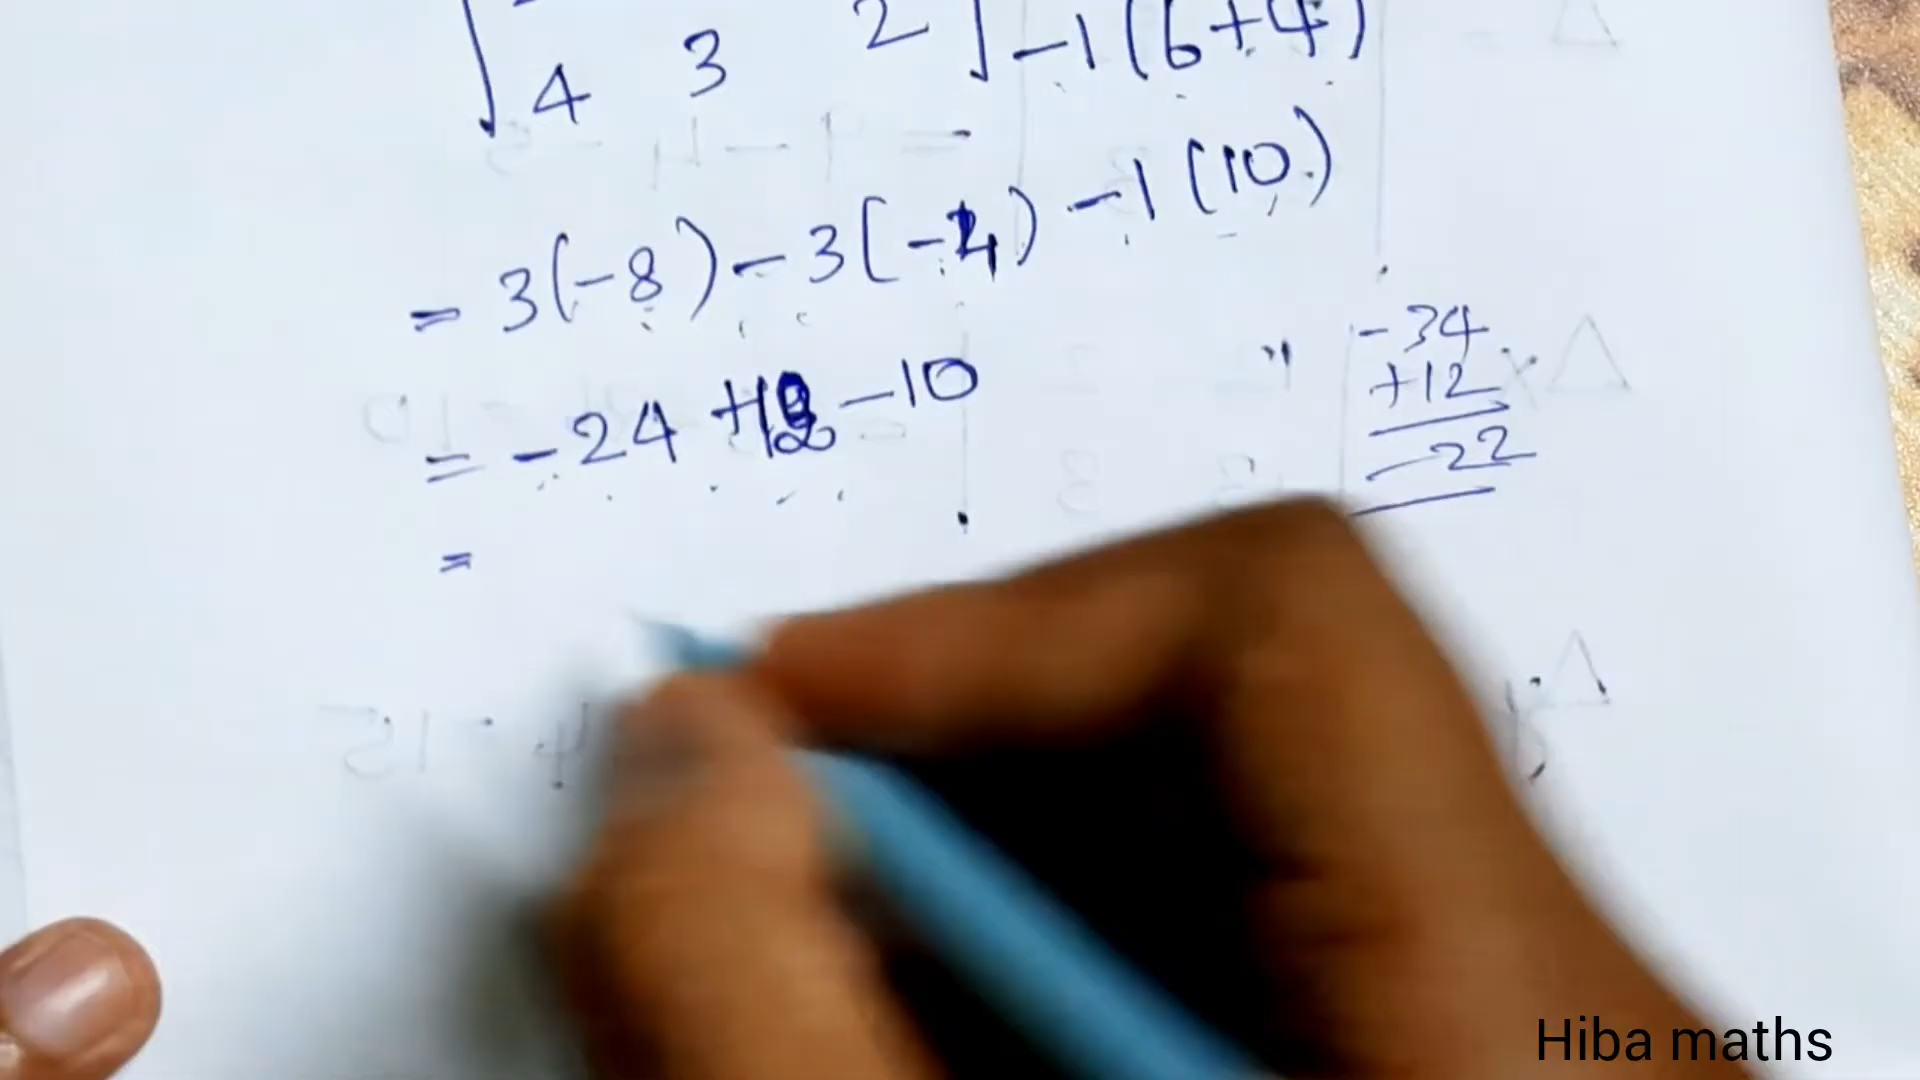 4 3 2 -1(6+4)
= 3(-8) - 3(-4) - 1(10)
= -24 +12 -10
=
-34
+12
-22
Hiba maths